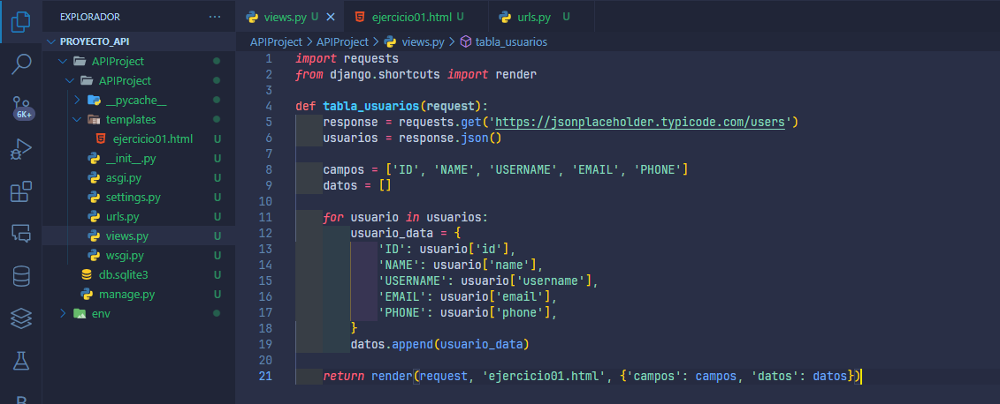 EXPLORADOR ···
views.py U ×
ejercicio01.html U
urls.py U
PROYECTO_API
APIProject
APIProject
__pycache__
templates
ejercicio01.html U
__init__.py U
asgi.py U
settings.py U
urls.py U
views.py U
wsgi.py U
db.sqlite3 U
manage.py U
env
6K+
APIProject > APIProject > views.py > tabla_usuarios
1 import requests
2 from django.shortcuts import render
3
4 def tabla_usuarios(request):
5     response = requests.get('https://jsonplaceholder.typicode.com/users')
6     usuarios = response.json()
7
8     campos = ['ID', 'NAME', 'USERNAME', 'EMAIL', 'PHONE']
9     datos = []
10
11     for usuario in usuarios:
12         usuario_data = {
13             'ID': usuario['id'],
14             'NAME': usuario['name'],
15             'USERNAME': usuario['username'],
16             'EMAIL': usuario['email'],
17             'PHONE': usuario['phone'],
18         }
19         datos.append(usuario_data)
20
21     return render(request, 'ejercicio01.html', {'campos': campos, 'datos': datos})